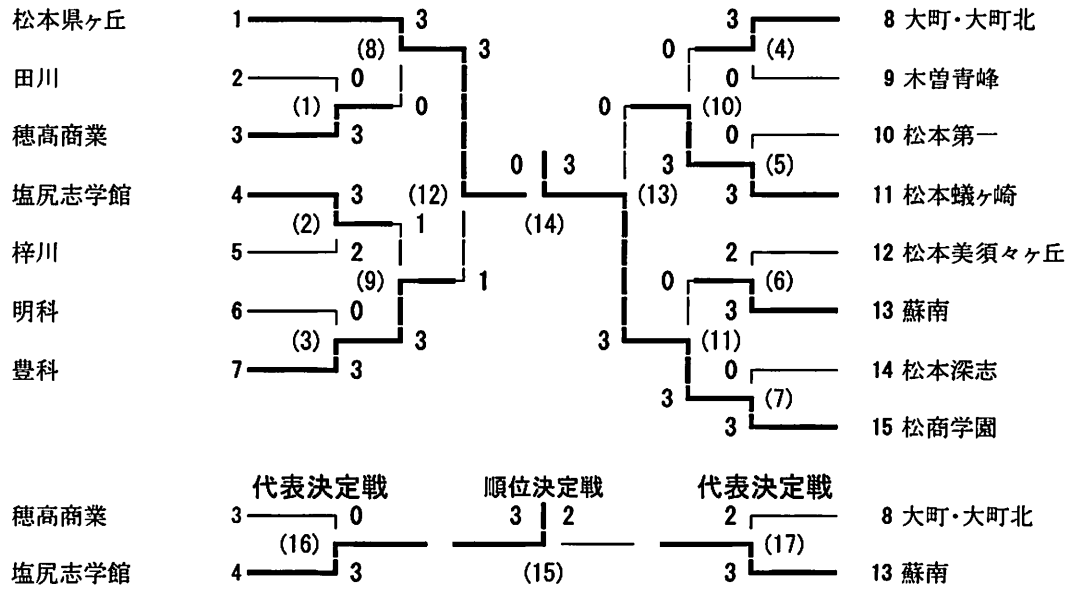 松本県ヶ丘 1 3 3 8 大町・大町北
(8) 3 0 (4)
田川 2 0 0 9 木曽青峰
(1) 0 0 (10)
穂高商業 3 3 0 10 松本第一
0 3 3 (5)
塩尻志学館 4 3 (12) (13) 3 11 松本蟻ヶ崎
(2) 1 (14)
梓川 5 2 2 12 松本美須々ヶ丘
(9) 1 0 (6)
明科 6 0 3 13 蘇南
(3) 3 3 (11)
豊科 7 3 0 14 松本深志
3 (7)
3 15 松商学園
代表決定戦 順位決定戦 代表決定戦
穂高商業 3 0 3 2 2 8 大町・大町北
(16) (17)
塩尻志学館 4 3 (15) 3 13 蘇南